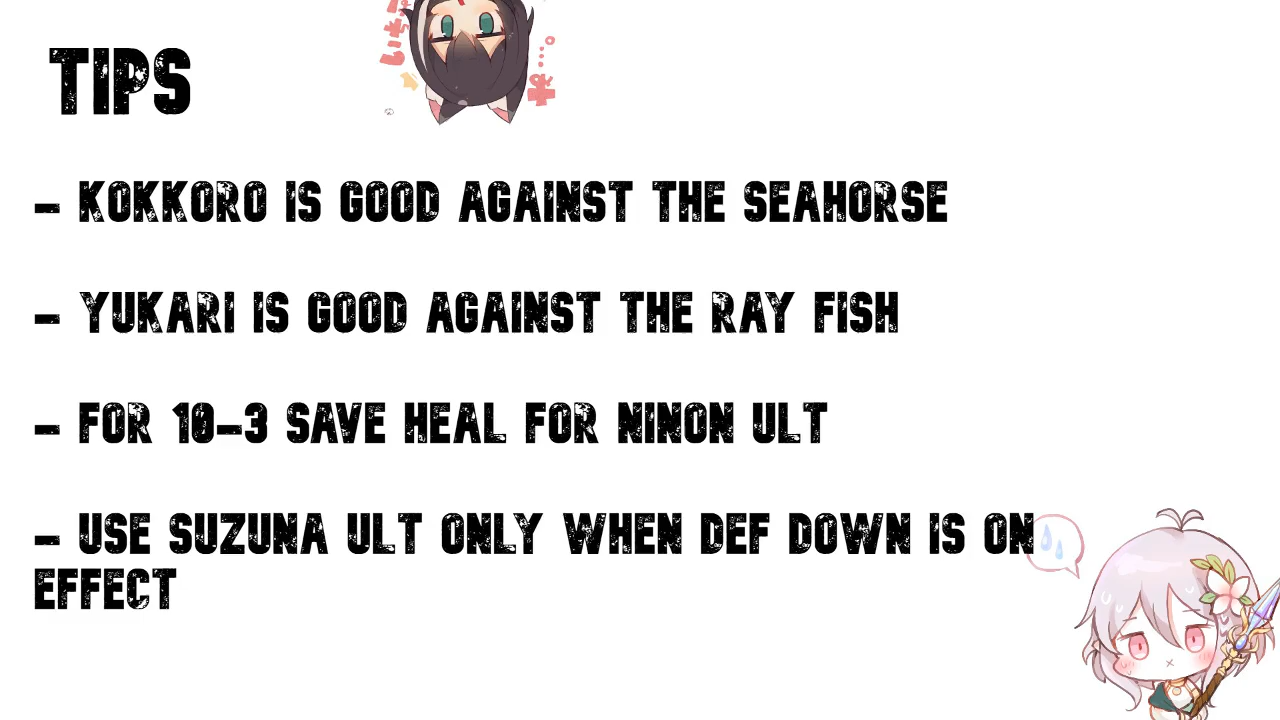 TIPS
- KOKKORO IS GOOD AGAINST THE SEAHORSE
- YUKARI IS GOOD AGAINST THE RAY FISH
- FOR 10-3 SAVE HEAL FOR NINON ULT
- USE SUZUNA ULT ONLY WHEN DEF DOWN IS ON
EFFECT